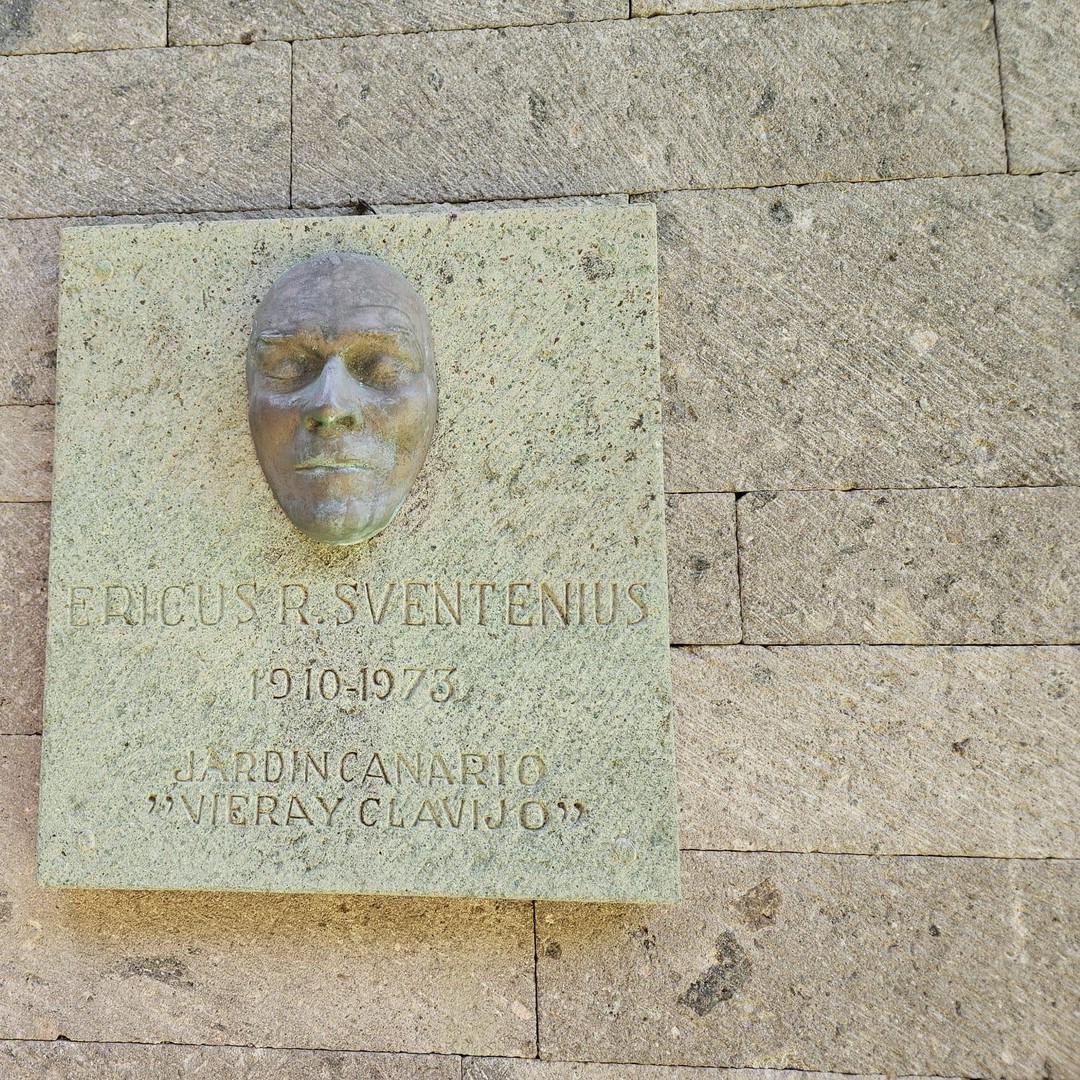 ERICUS R. SVENTENIUS
1910-1973
JARDIN CANARIO
"VIERA Y CLAVIJO"